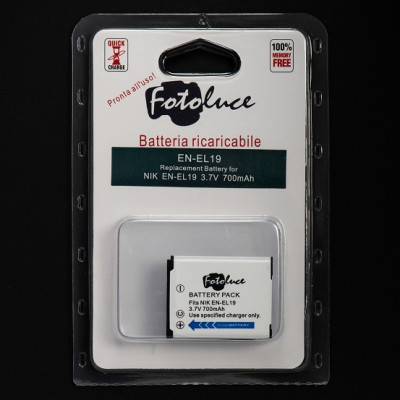 QUICK
CHARGE
100%
MEMORY
FREE
Pronta all'uso!
Fotoluce
Batteria ricaricabile
EN-EL19
Replacement Battery for
NIK EN-EL19 3.7V 700mAh
Fotoluce
BATTERY PACK
Fits NIK EN-EL19
3.7V 700mAh
Use specified charger only.